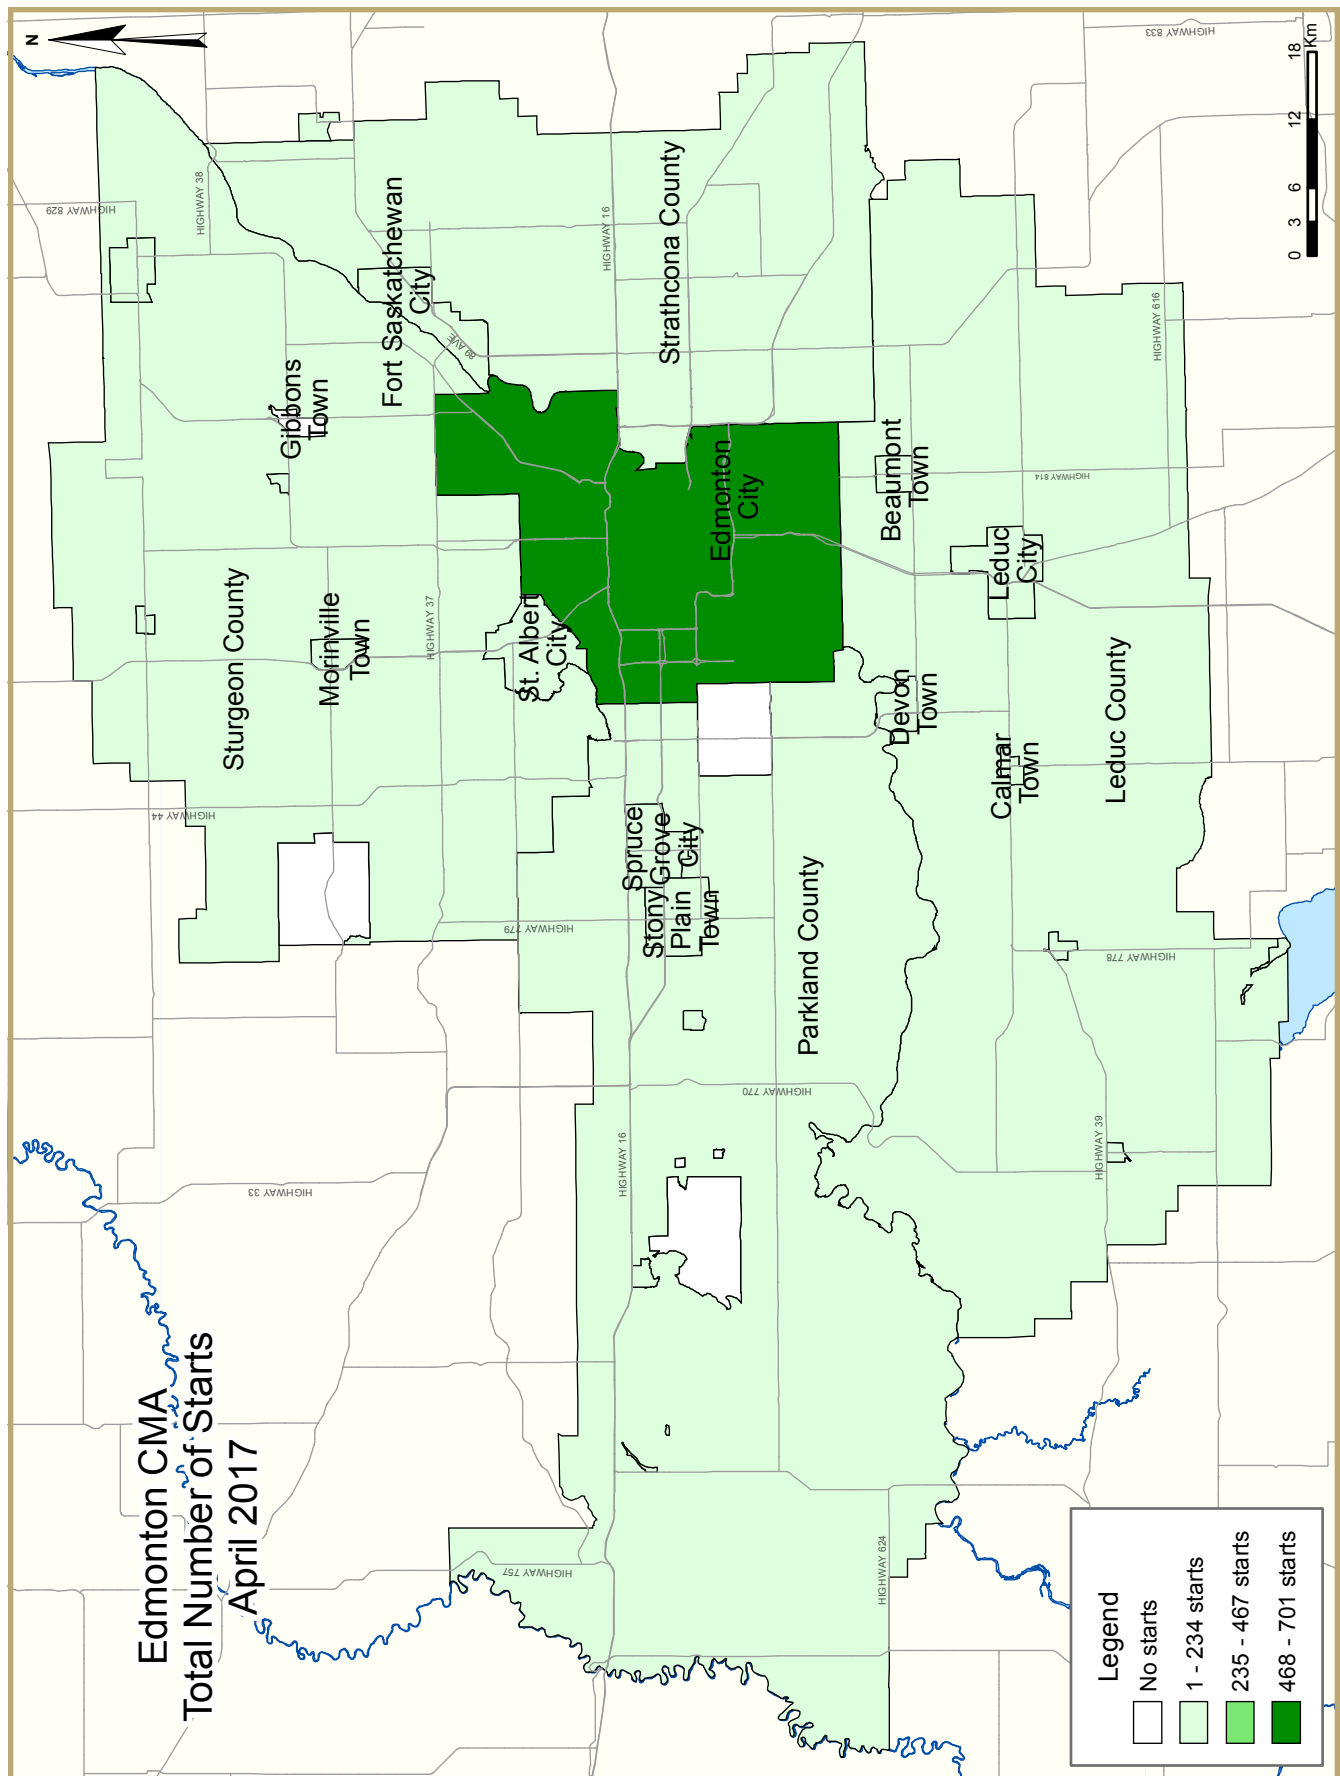 Edmonton CMA
Total Number of Starts
April 2017
N
HIGHWAY 829
HIGHWAY 38
HIGHWAY 833
Fort Saskatchewan
City
89 AVE
HIGHWAY 16
Strathcona County
Gibbons
Town
Sturgeon County
Morinville
Town
HIGHWAY 37
St. Albert
City
Edmonton
City
Beaumont
Town
HIGHWAY 814
HIGHWAY 616
Leduc
City
Devon
Town
Calmar
Town
Leduc County
HIGHWAY 44
Spruce
Grove
City
Stony
Plain
Town
HIGHWAY 779
Parkland County
HIGHWAY 778
HIGHWAY 770
HIGHWAY 39
HIGHWAY 16
HIGHWAY 33
HIGHWAY 757
HIGHWAY 624
0 3 6 12 18
Km
Legend
No starts
1 - 234 starts
235 - 467 starts
468 - 701 starts